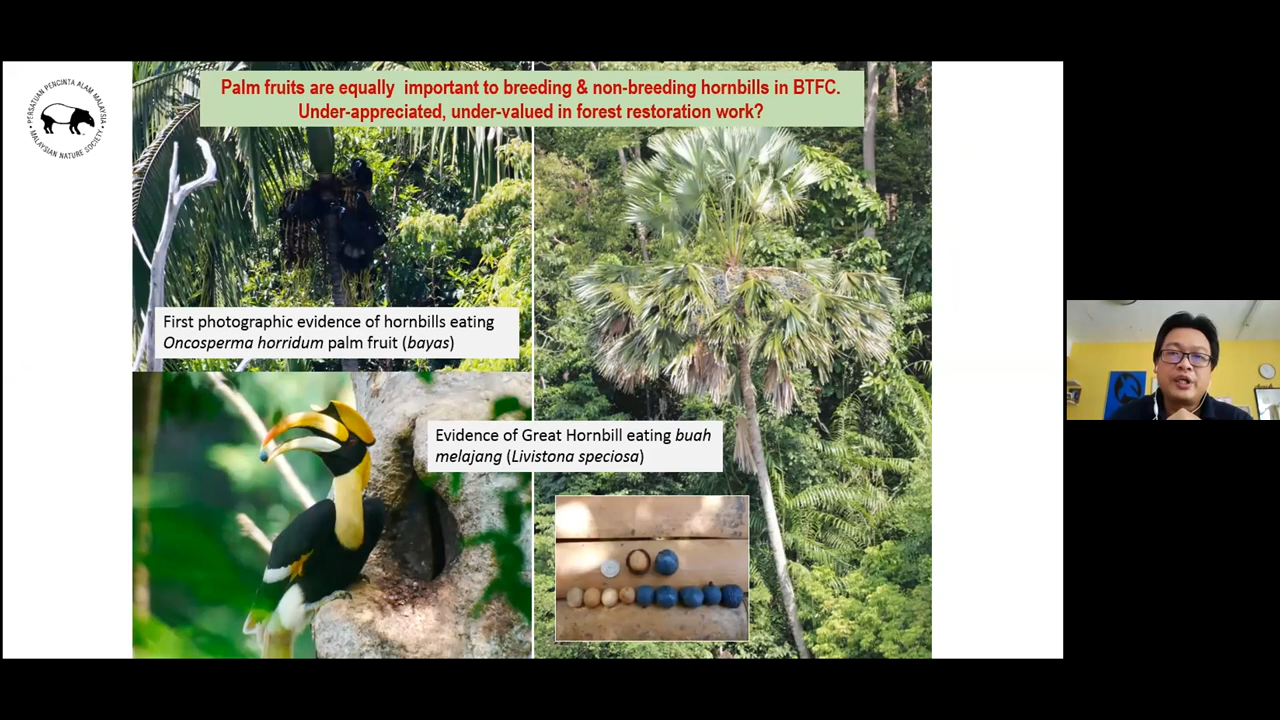 PERSATUAN PENCINTA ALAM MALAYSIA
MALAYSIAN NATURE SOCIETY
Palm fruits are equally important to breeding & non-breeding hornbills in BTFC.
Under-appreciated, under-valued in forest restoration work?
First photographic evidence of hornbills eating
Oncosperma horridum palm fruit (bayas)
Evidence of Great Hornbill eating buah
melajang (Livistona speciosa)